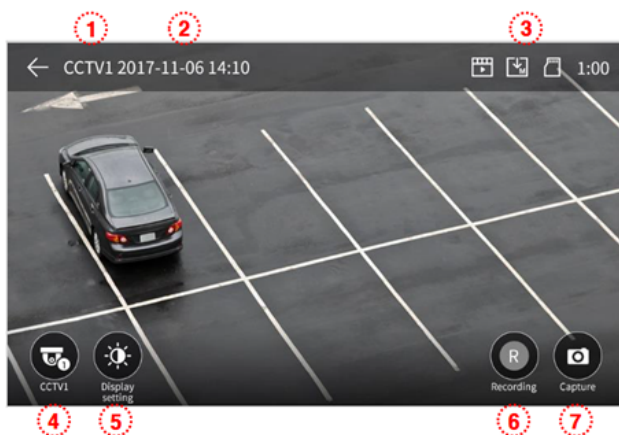 1 2 3
CCTV1 2017-11-06 14:10 M 1:00
1
R
CCTV1 Display Recording Capture
setting
4 5 6 7